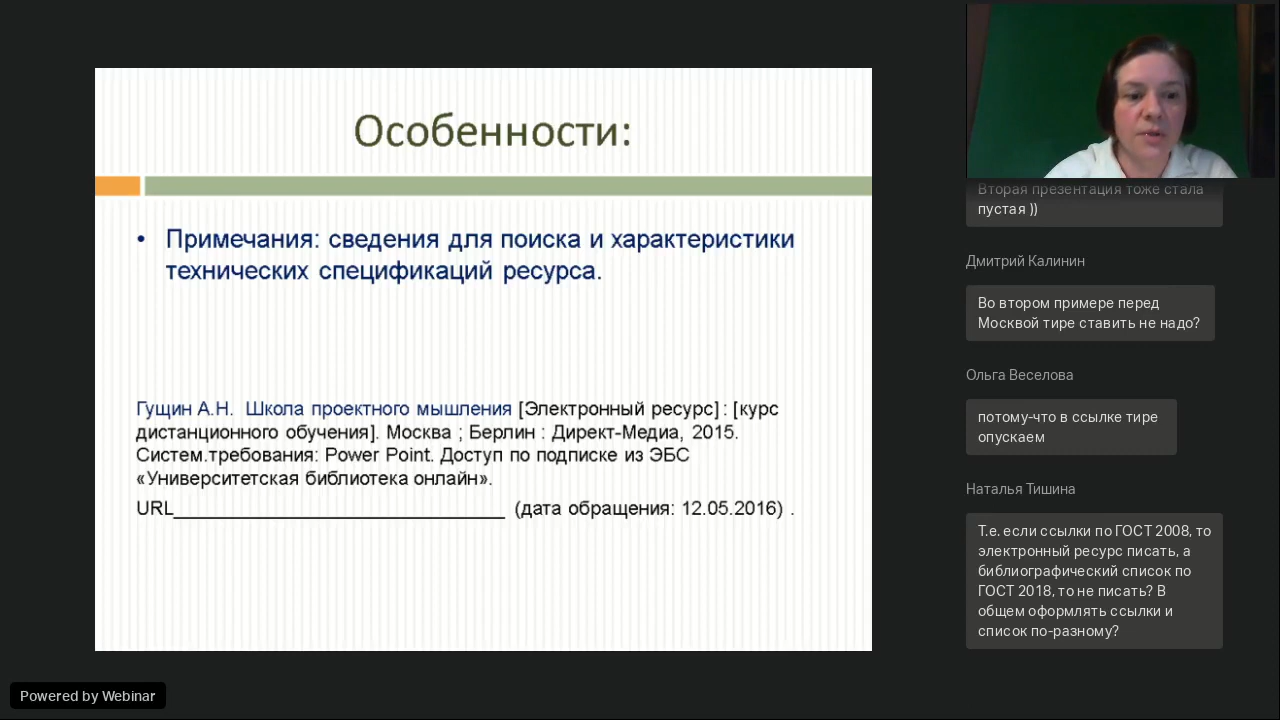 Особенности:
• Примечания: сведения для поиска и характеристики
технических спецификаций ресурса.
Гущин А.Н. Школа проектного мышления [Электронный ресурс] : [курс
дистанционного обучения]. Москва ; Берлин : Директ-Медиа, 2015.
Систем.требования: Power Point. Доступ по подписке из ЭБС
«Университетская библиотека онлайн».
URL_________________________________ (дата обращения: 12.05.2016) .
Вторая презентация тоже стала
пустая ))
Дмитрий Калинин
Во втором примере перед
Москвой тире ставить не надо?
Ольга Веселова
потому-что в ссылке тире
опускаем
Наталья Тишина
Т.е. если ссылки по ГОСТ 2008, то
электронный ресурс писать, а
библиографический список по
ГОСТ 2018, то не писать? В
общем оформлять ссылки и
список по-разному?
Powered by Webinar